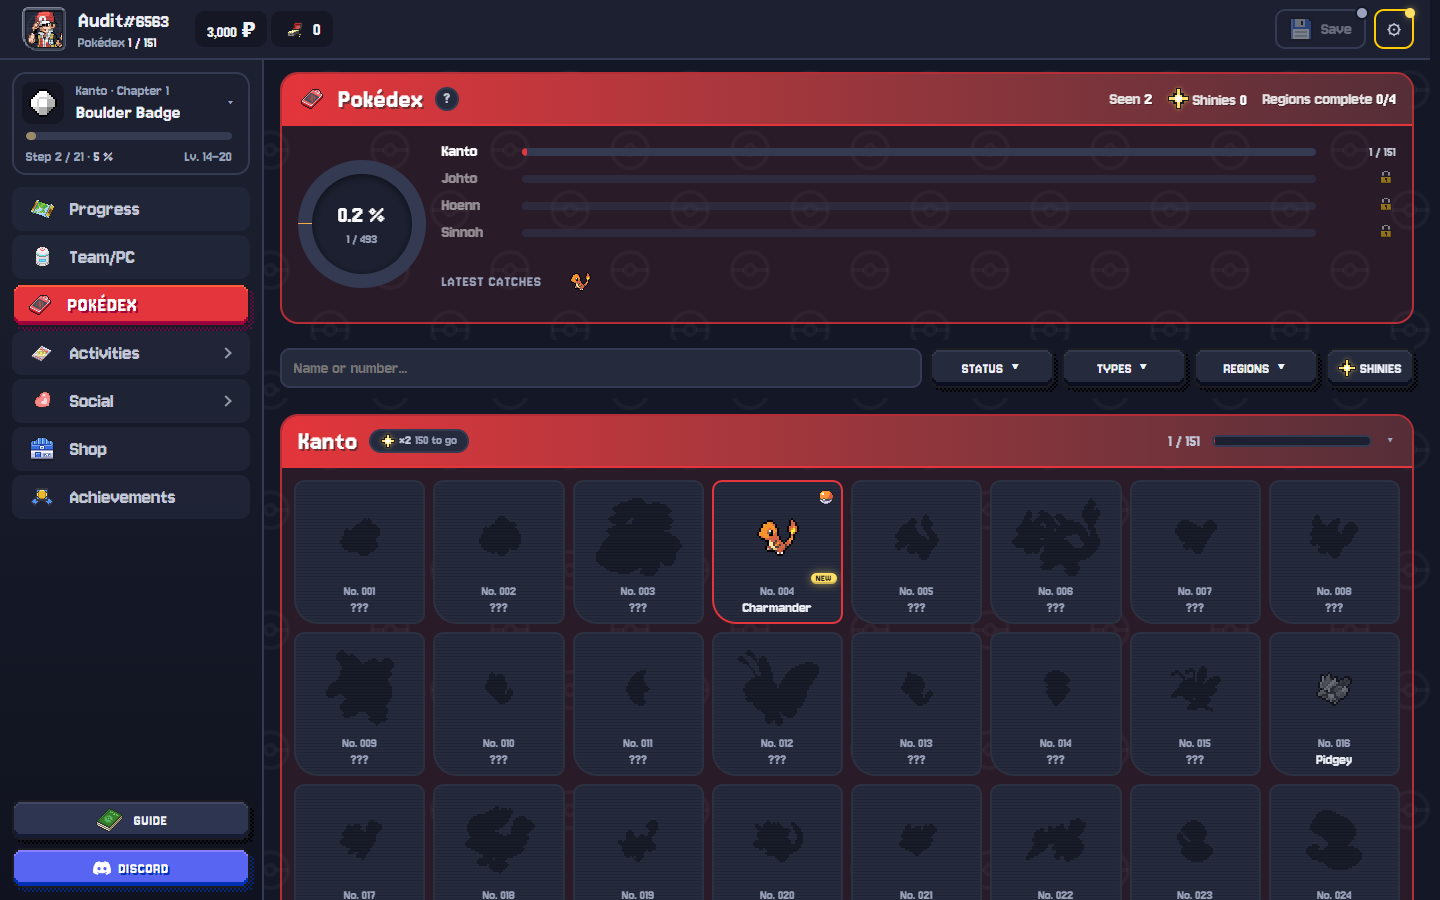 Audit#6563
Pokédex 1 / 151
3,000 ₽
0
Save
Kanto · Chapter 1
Boulder Badge
Step 2 / 21 · 5 %
Lv. 14–20
Progress
Team/PC
POKÉDEX
Activities
Social
Shop
Achievements
GUIDE
DISCORD
Pokédex
?
Seen 2
Shinies 0
Regions complete 0/4
0.2 %
1 / 493
Kanto
1 / 151
Johto
Hoenn
Sinnoh
LATEST CATCHES
Name or number...
STATUS ▼
TYPES ▼
REGIONS ▼
SHINIES
Kanto
×2 150 to go
1 / 151
No. 001
???
No. 002
???
No. 003
???
NEW
No. 004
Charmander
No. 005
???
No. 006
???
No. 007
???
No. 008
???
No. 009
???
No. 010
???
No. 011
???
No. 012
???
No. 013
???
No. 014
???
No. 015
???
No. 016
Pidgey
No. 017
No. 018
No. 019
No. 020
No. 021
No. 022
No. 023
No. 024